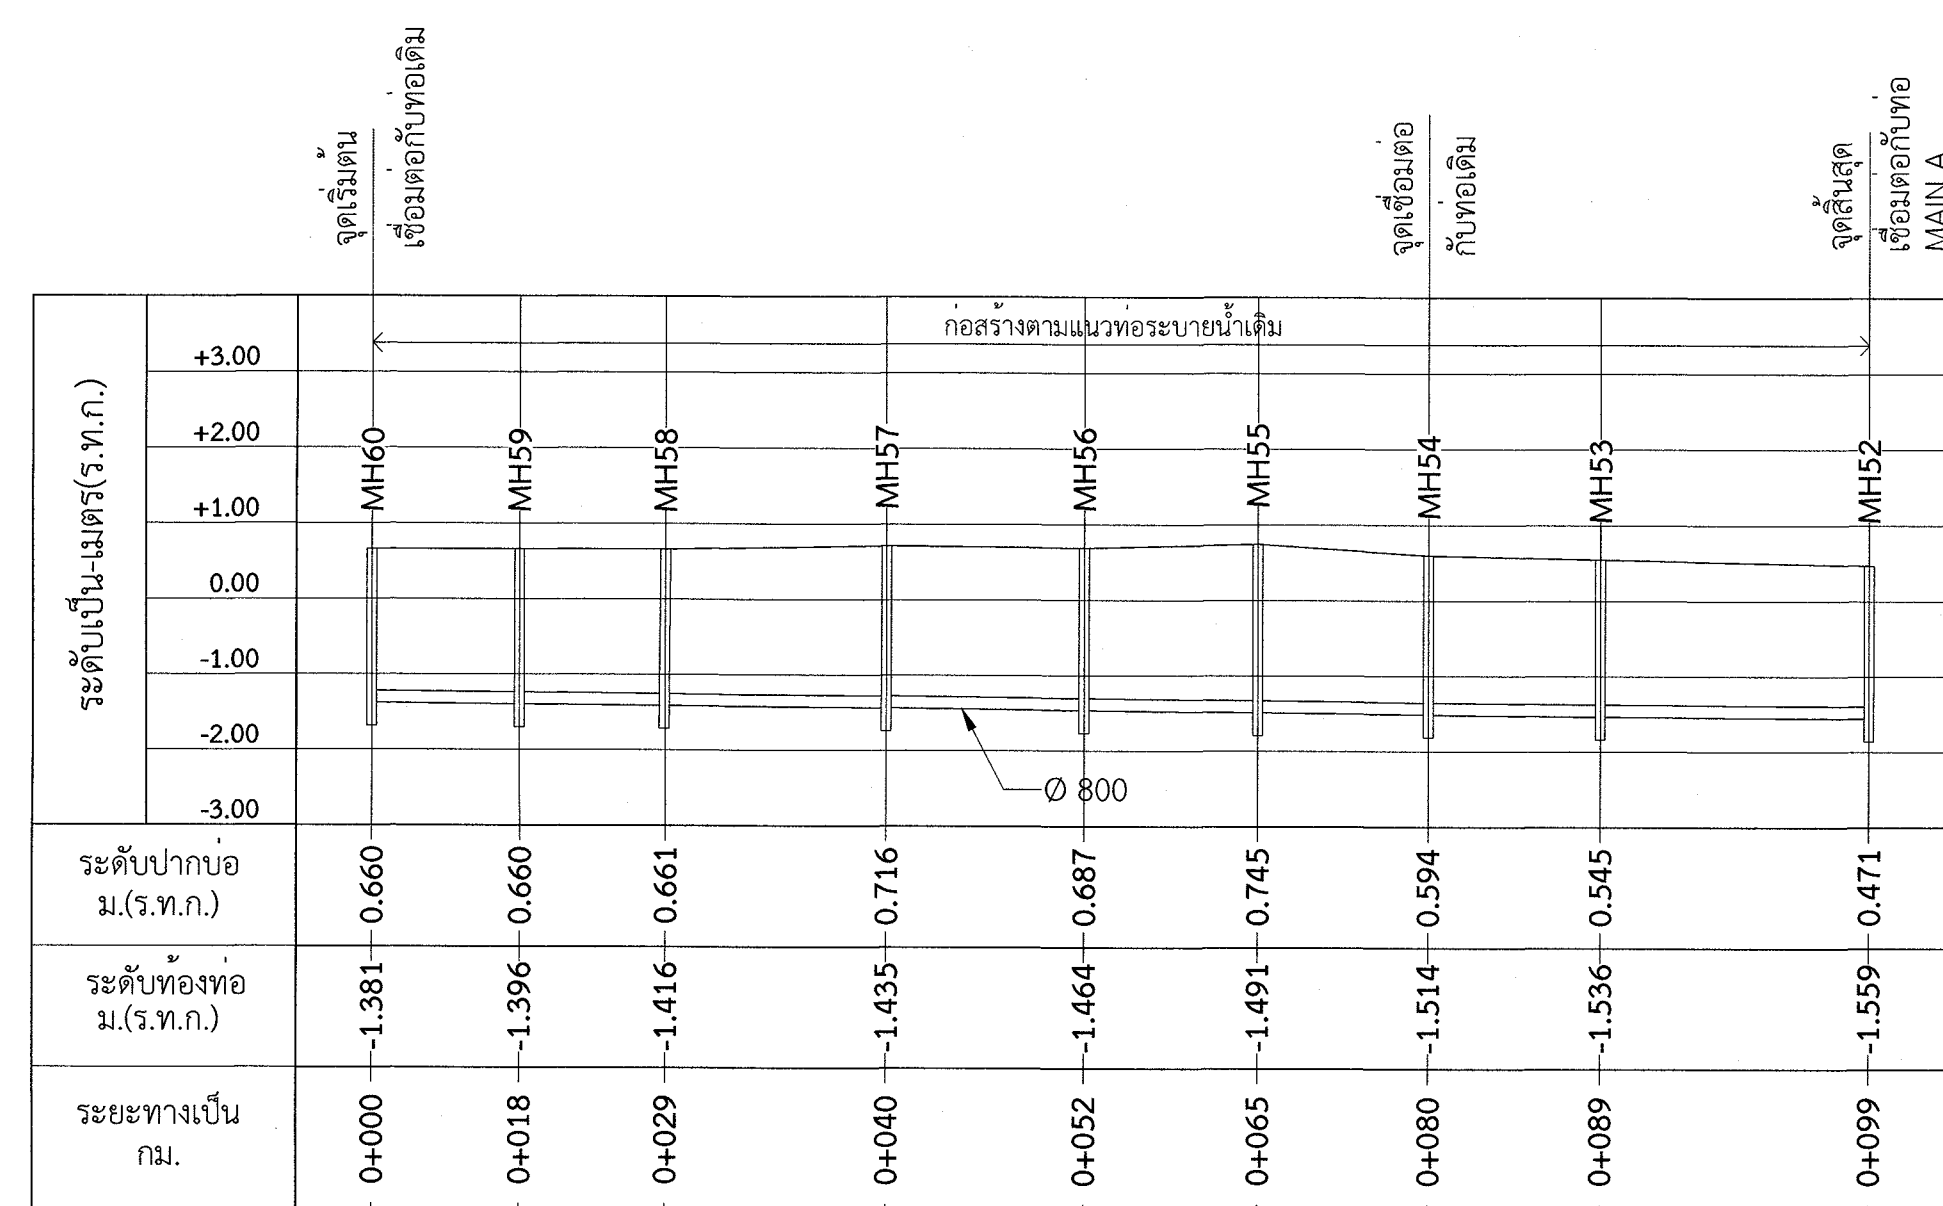 จุดเริ่มต้น
เชื่อมต่อกับท่อเดิม
จุดเชื่อมต่อ
กับท่อเดิม
จุดสิ้นสุด
เชื่อมต่อกับท่อ
MAIN A
ก่อสร้างตามแนวท่อระบายน้ำเดิม
ระดับเป็น-เมตร(ร.ท.ก.)
+3.00
+2.00
+1.00
0.00
-1.00
-2.00
-3.00
MH60
MH59
MH58
MH57
MH56
MH55
MH54
MH53
MH52
Ø 800
ระดับปากบ่อ
ม.(ร.ท.ก.)
0.660
0.660
0.661
0.716
0.687
0.745
0.594
0.545
0.471
ระดับท้องท่อ
ม.(ร.ท.ก.)
-1.381
-1.396
-1.416
-1.435
-1.464
-1.491
-1.514
-1.536
-1.559
ระยะทางเป็น
กม.
0+000
0+018
0+029
0+040
0+052
0+065
0+080
0+089
0+099